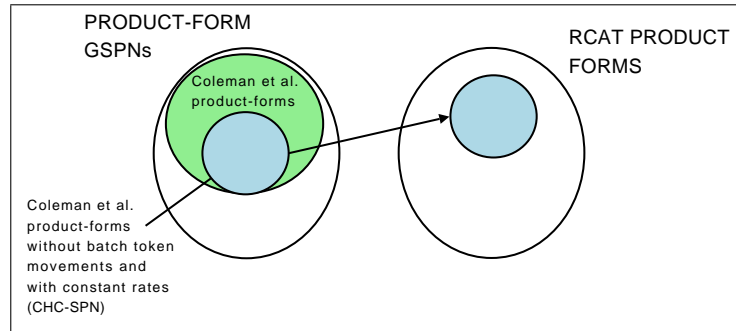 PRODUCT-FORM
GSPNs
RCAT PRODUCT
FORMS
Coleman et al.
product-forms
Coleman et al.
product-forms
without batch token
movements and
with constant rates
(CHC-SPN)